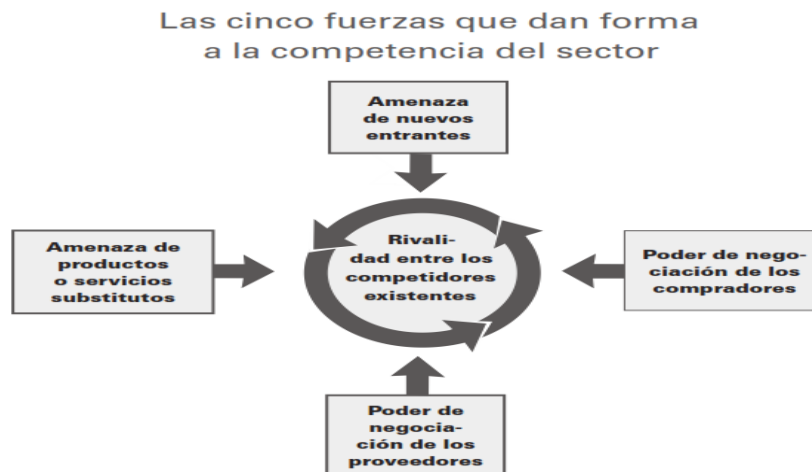 Las cinco fuerzas que dan forma
a la competencia del sector
Amenaza
de nuevos
entrantes
Amenaza de
productos
o servicios
substitutos
Rivali-
dad entre los
competidores
existentes
Poder de nego-
ciación de los
compradores
Poder de
negocia-
ción de los
proveedores